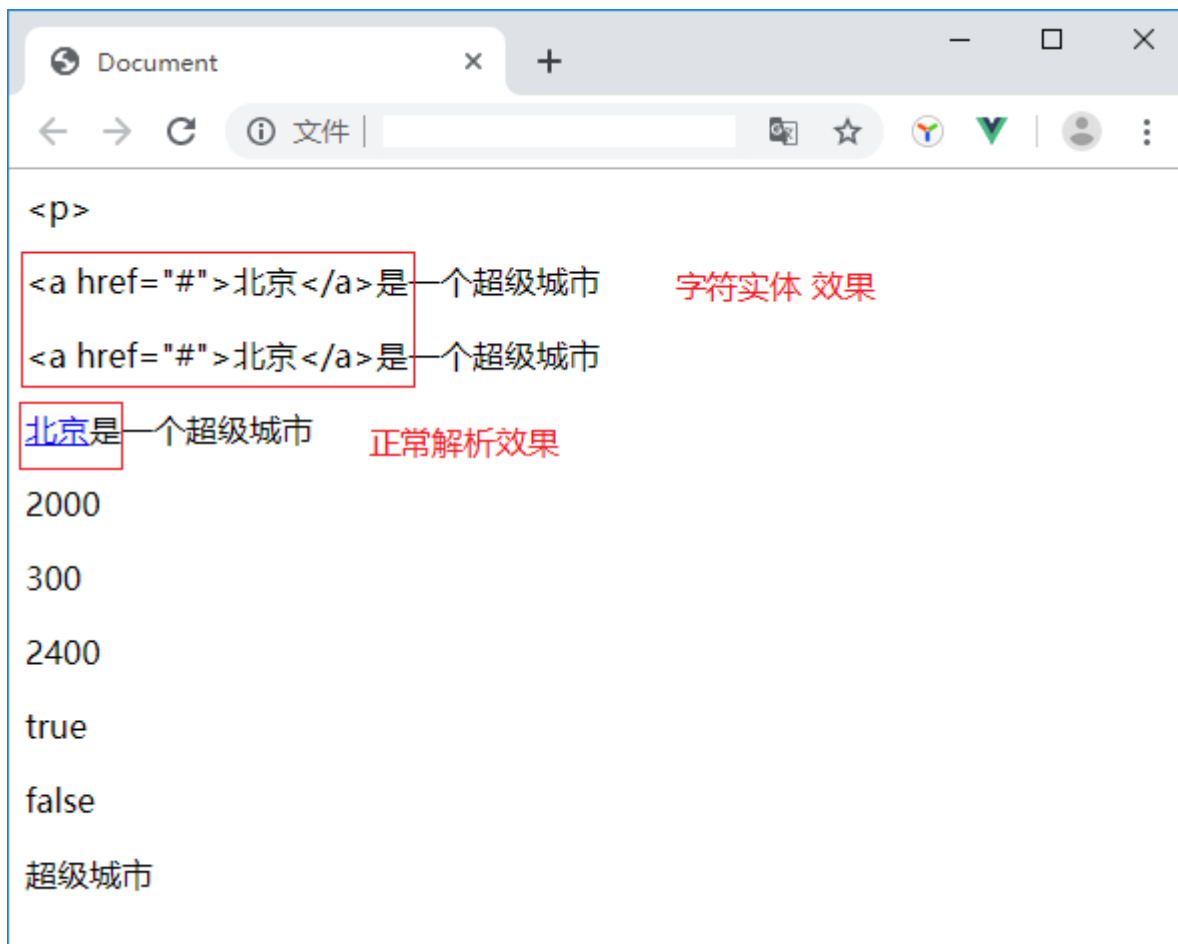 Document
文件
<p>
<a href="#">北京</a>是一个超级城市 字符实体 效果
<a href="#">北京</a>是一个超级城市
北京是一个超级城市 正常解析效果
2000
300
2400
true
false
超级城市